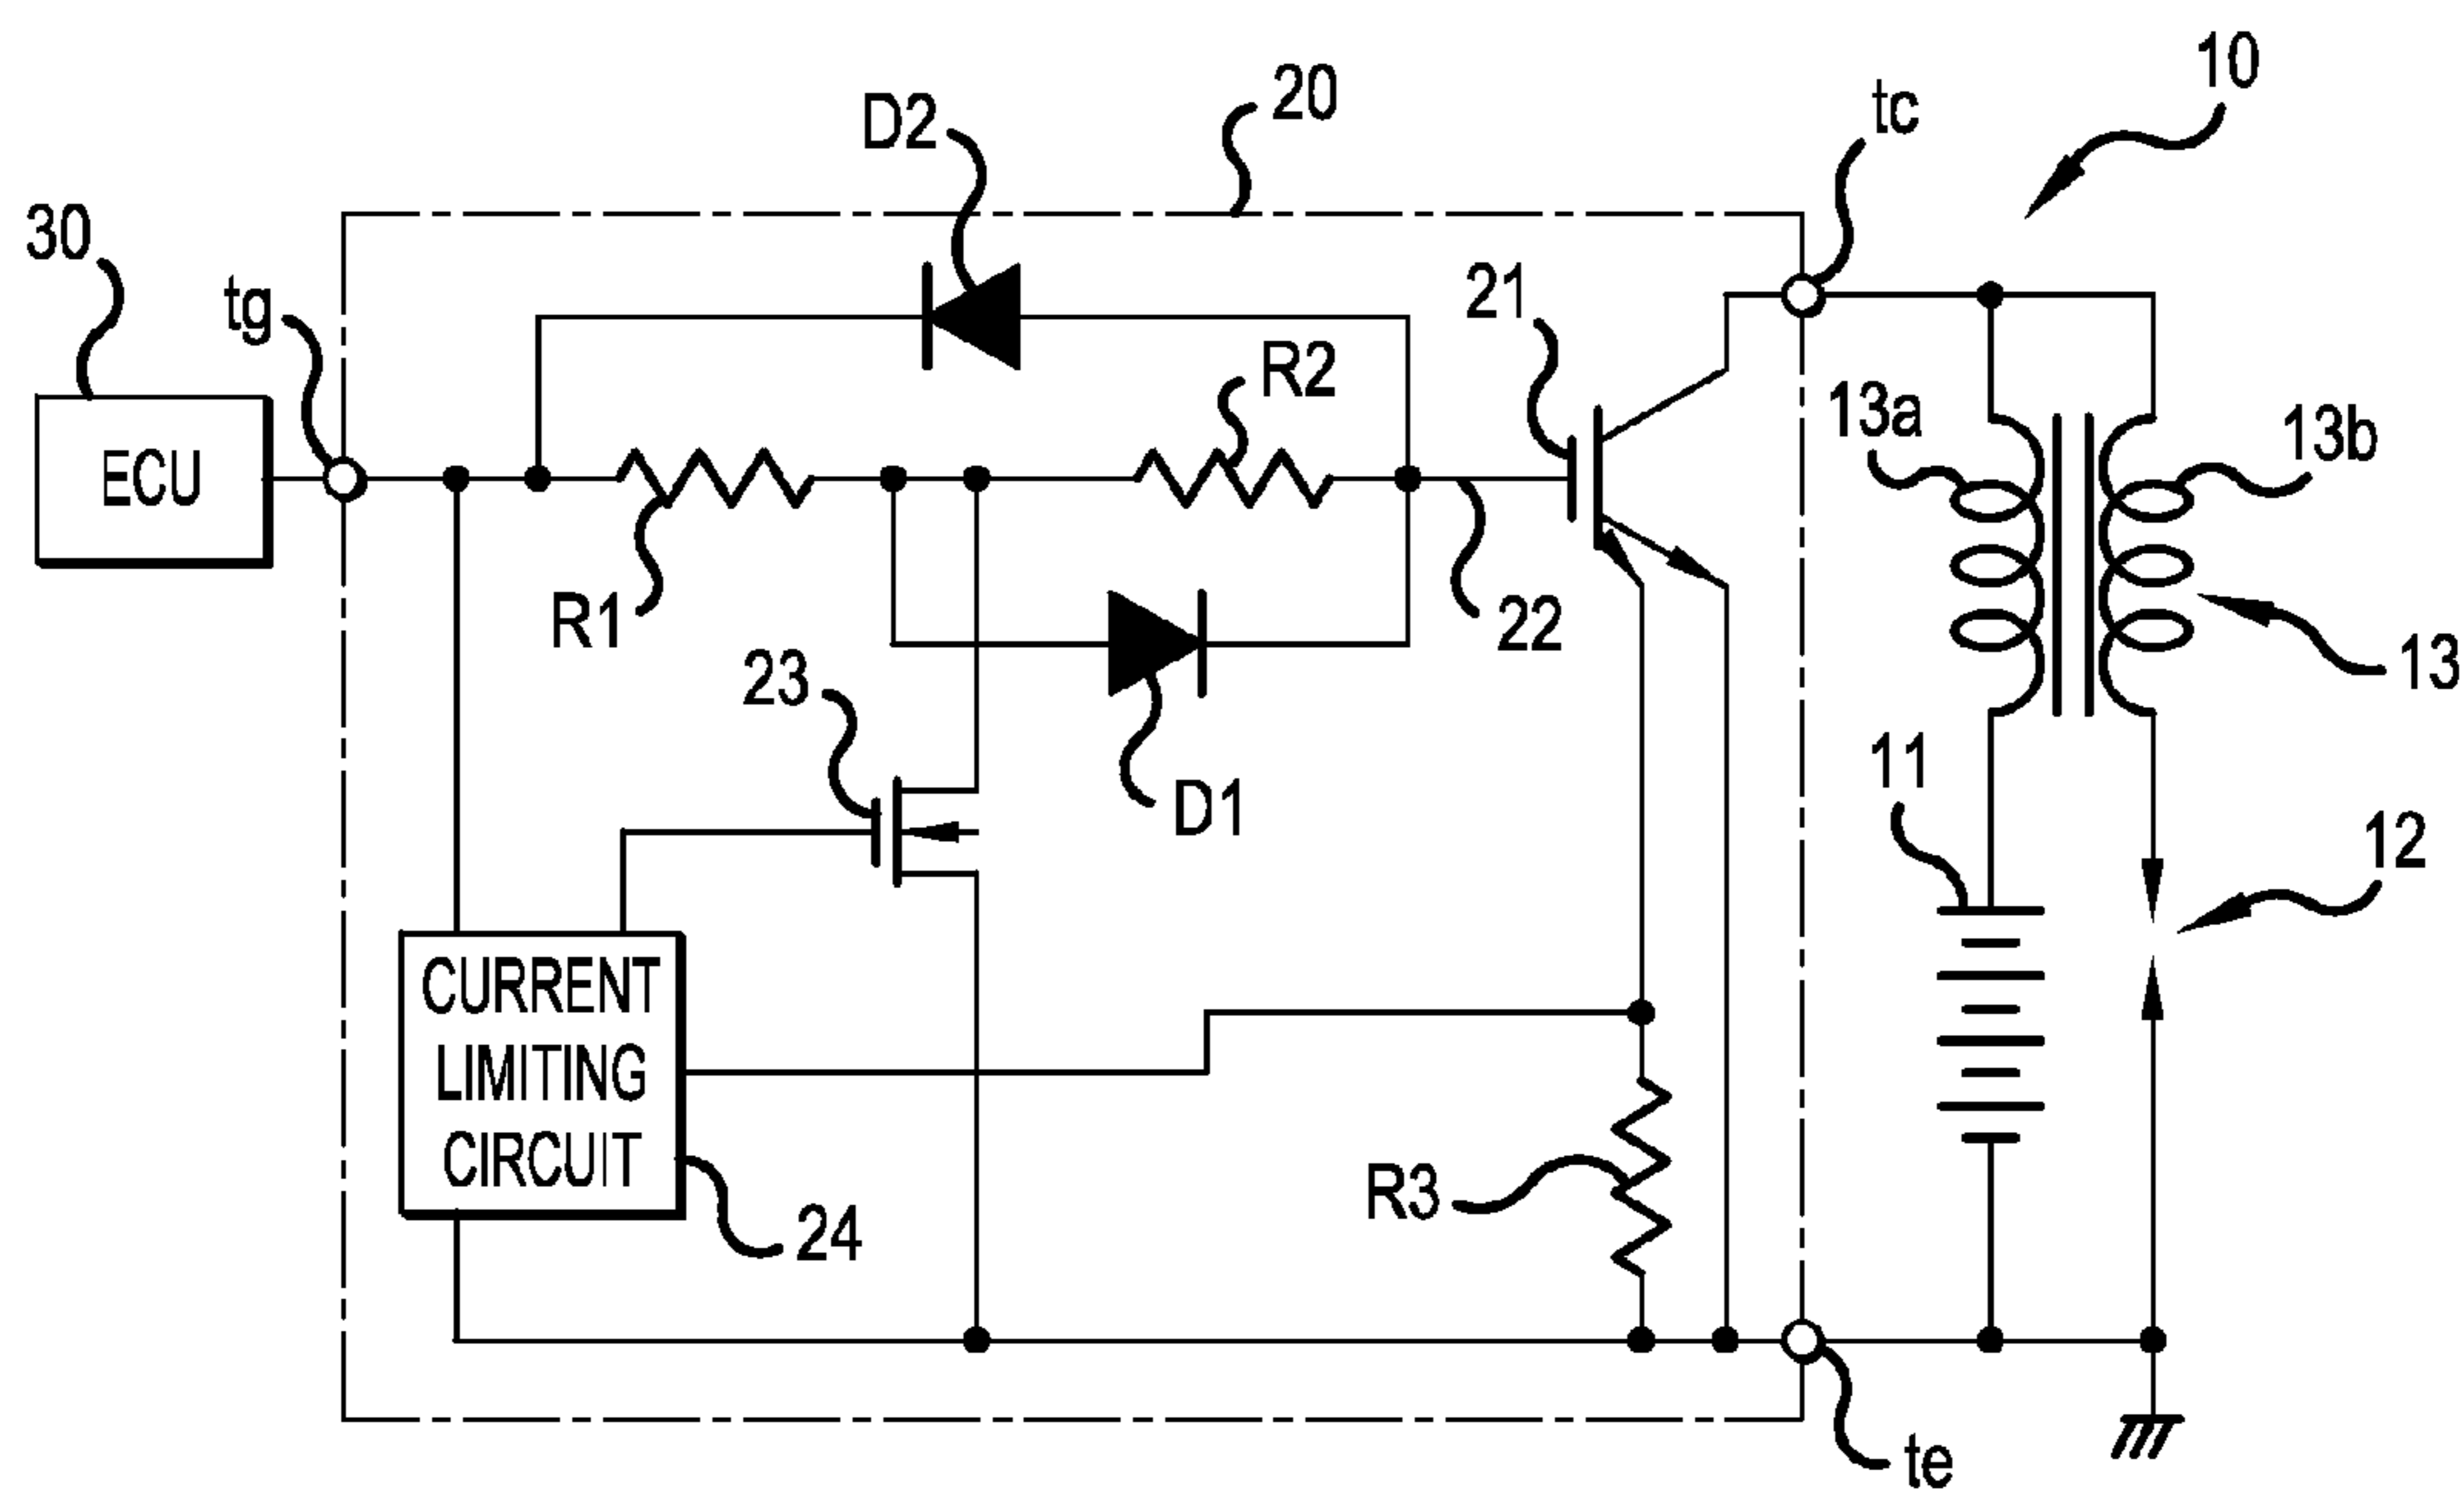 10
20
tc
D2
30
tg
21
R2
13a
13b
ECU
R1
22
23
13
D1
11
12
CURRENT
LIMITING
CIRCUIT
R3
24
te